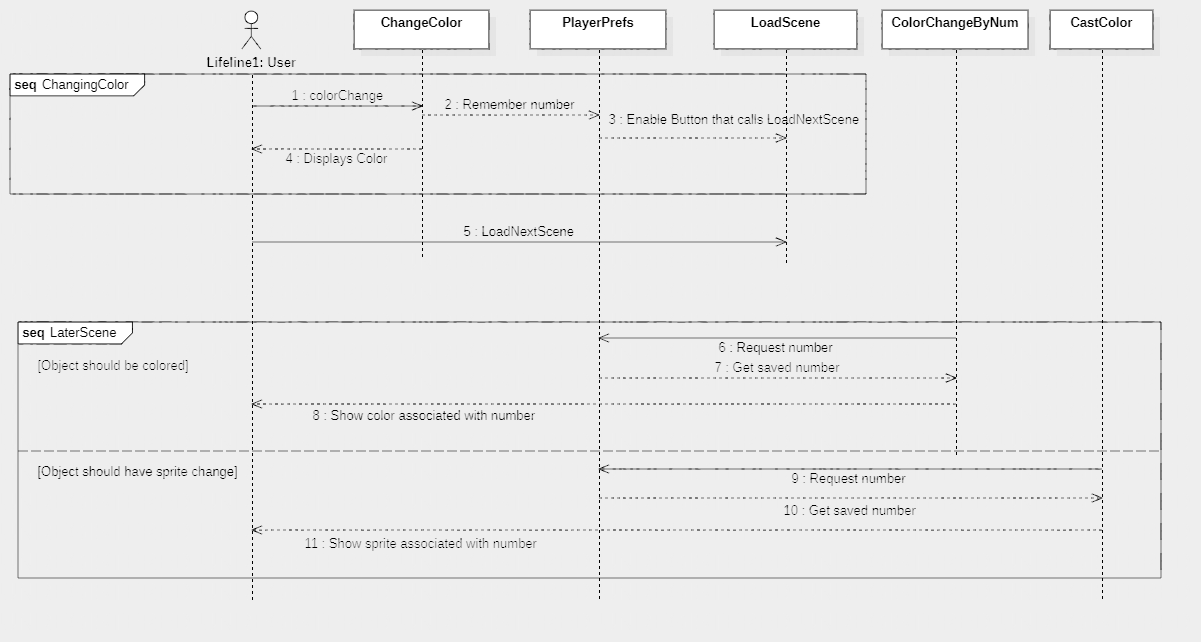 ChangeColor
PlayerPrefs
LoadScene
ColorChangeByNum
CastColor
Lifeline1: User
seq ChangingColor
1 : colorChange
2 : Remember number
3 : Enable Button that calls LoadNextScene
4 : Displays Color
5 : LoadNextScene
seq LaterScene
6 : Request number
[Object should be colored]
7 : Get saved number
8 : Show color associated with number
[Object should have sprite change]
9 : Request number
10 : Get saved number
11 : Show sprite associated with number